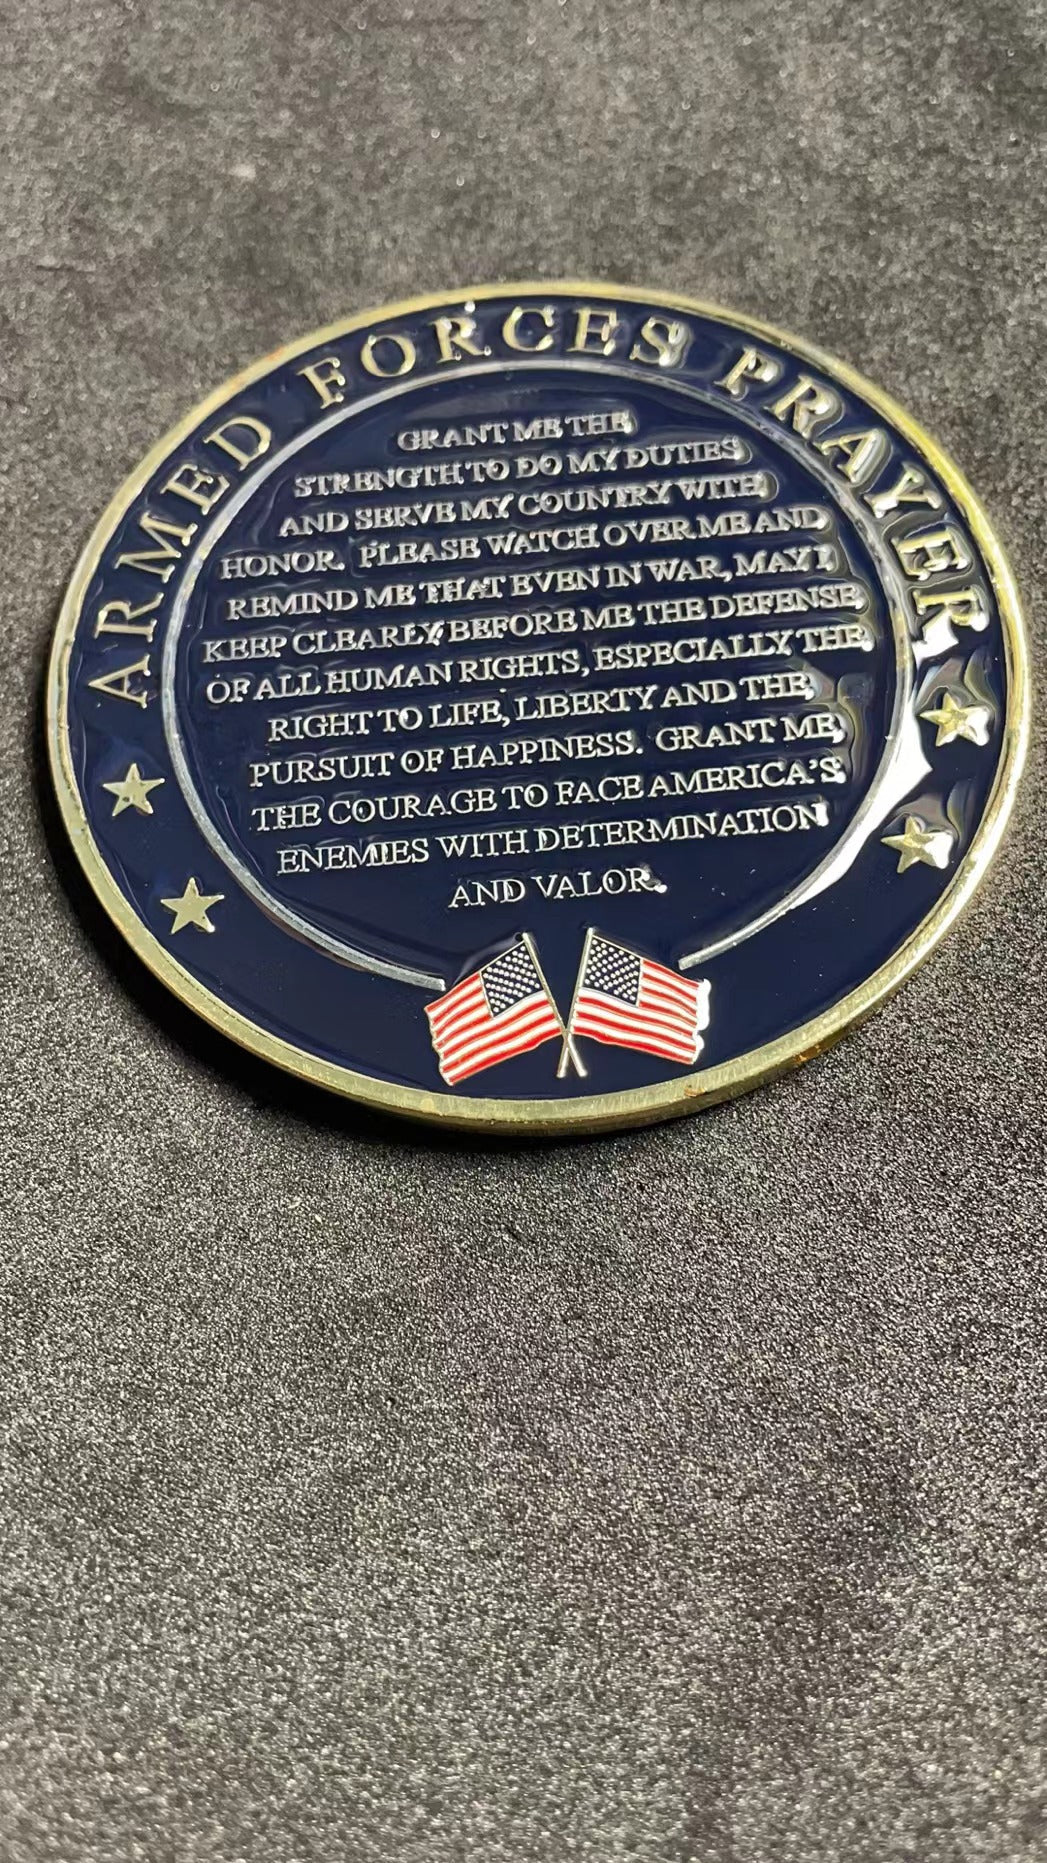 ARMED FORCES PRAYER
GRANT ME THE
STRENGTH TO DO MY DUTIES
AND SERVE MY COUNTRY WITH
HONOR. PLEASE WATCH OVER ME AND
REMIND ME THAT EVEN IN WAR, MAY I
KEEP CLEARLY BEFORE ME THE DEFENSE
OF ALL HUMAN RIGHTS, ESPECIALLY THE
RIGHT TO LIFE, LIBERTY AND THE
PURSUIT OF HAPPINESS. GRANT ME
THE COURAGE TO FACE AMERICA'S
ENEMIES WITH DETERMINATION
AND VALOR.